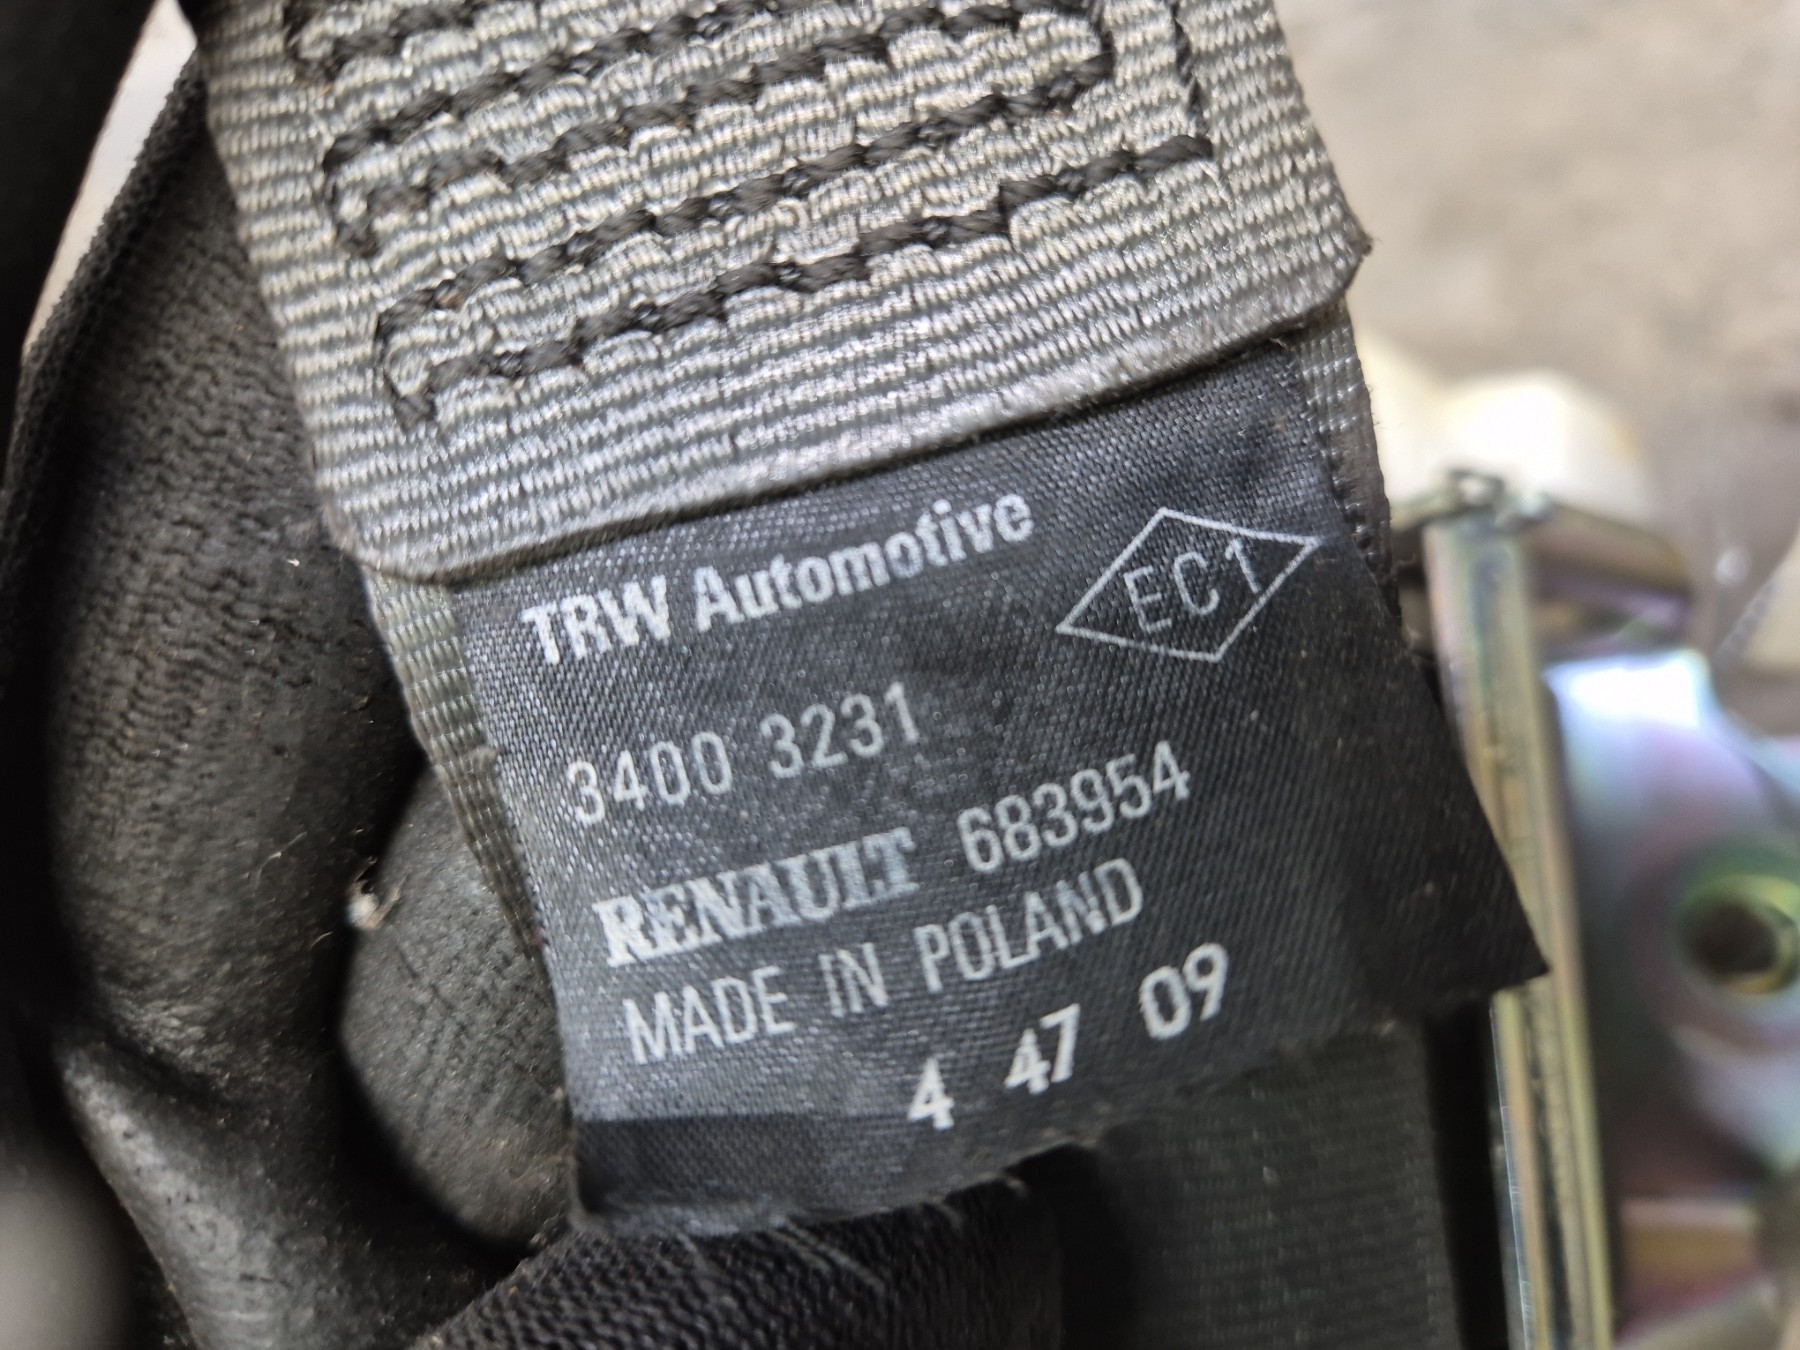 TRW Automotive
EC1
3400 3231
RENAULT 683954
MADE IN POLAND
4 47 09